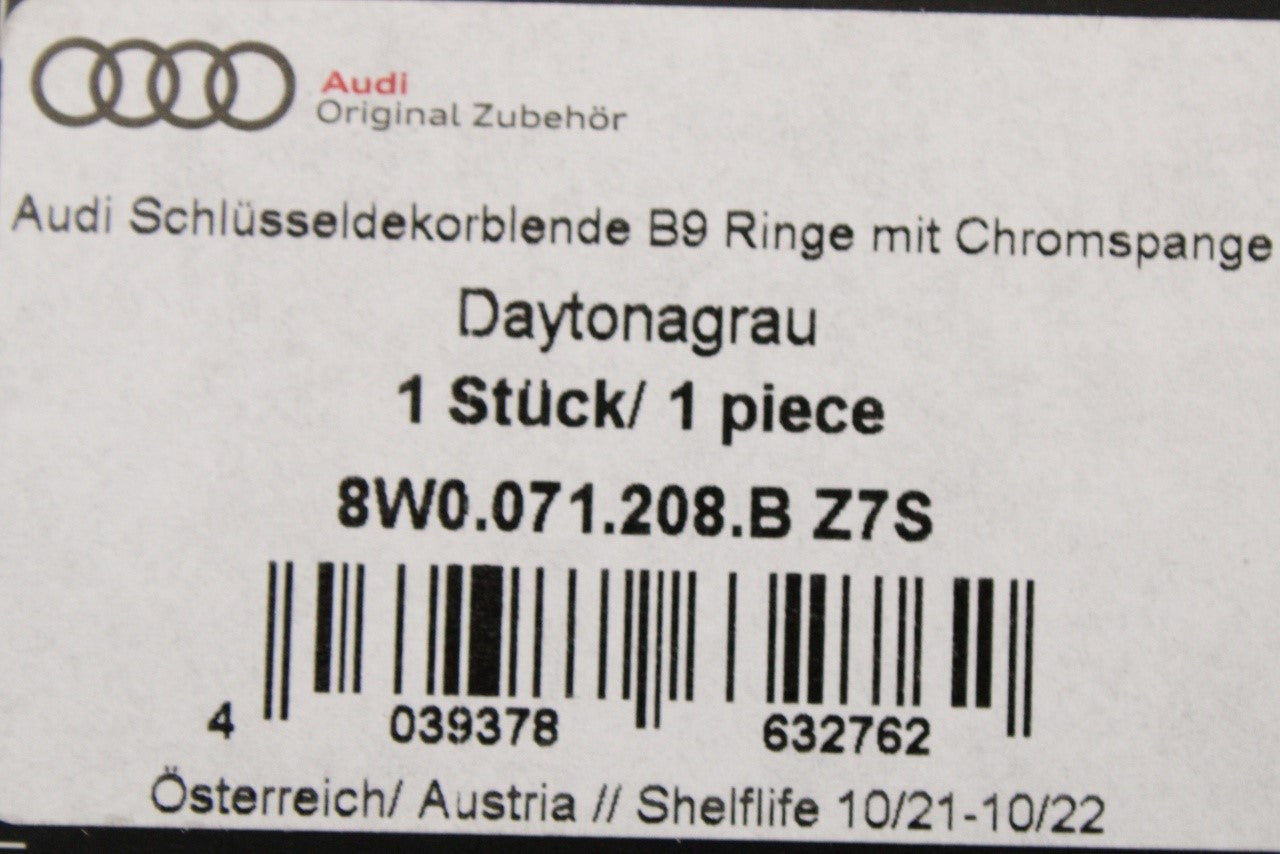 Audi
Original Zubehör
Audi Schlüsseldekorblende B9 Ringe mit Chromspange
Daytonagrau
1 Stück/ 1 piece
8W0.071.208.B Z7S
4 039378 632762
Österreich/ Austria // Shelflife 10/21-10/22